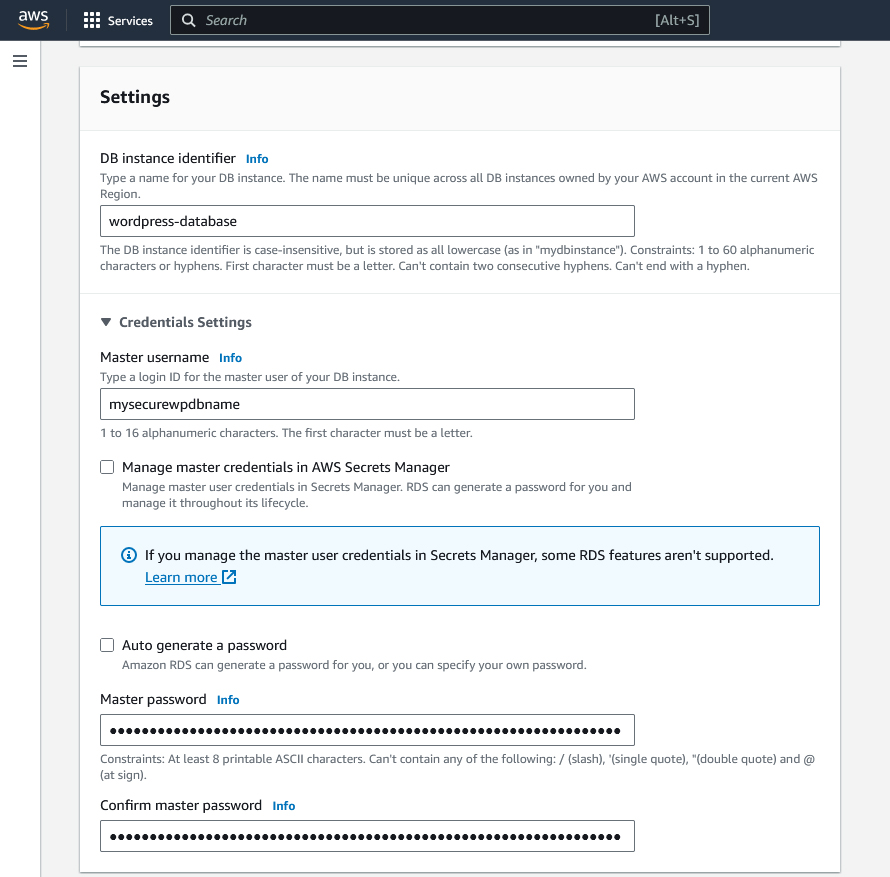 aws
Services
Search
[Alt+S]
Settings
DB instance identifier Info
Type a name for your DB instance. The name must be unique across all DB instances owned by your AWS account in the current AWS
Region.
wordpress-database
The DB instance identifier is case-insensitive, but is stored as all lowercase (as in "mydbinstance"). Constraints: 1 to 60 alphanumeric
characters or hyphens. First character must be a letter. Can't contain two consecutive hyphens. Can't end with a hyphen.
Credentials Settings
Master username Info
Type a login ID for the master user of your DB instance.
mysecurewpdbname
1 to 16 alphanumeric characters. The first character must be a letter.
Manage master credentials in AWS Secrets Manager
Manage master user credentials in Secrets Manager. RDS can generate a password for you and
manage it throughout its lifecycle.
If you manage the master user credentials in Secrets Manager, some RDS features aren't supported.
Learn more
Auto generate a password
Amazon RDS can generate a password for you, or you can specify your own password.
Master password Info
Constraints: At least 8 printable ASCII characters. Can't contain any of the following: / (slash), '(single quote), "(double quote) and @
(at sign).
Confirm master password Info